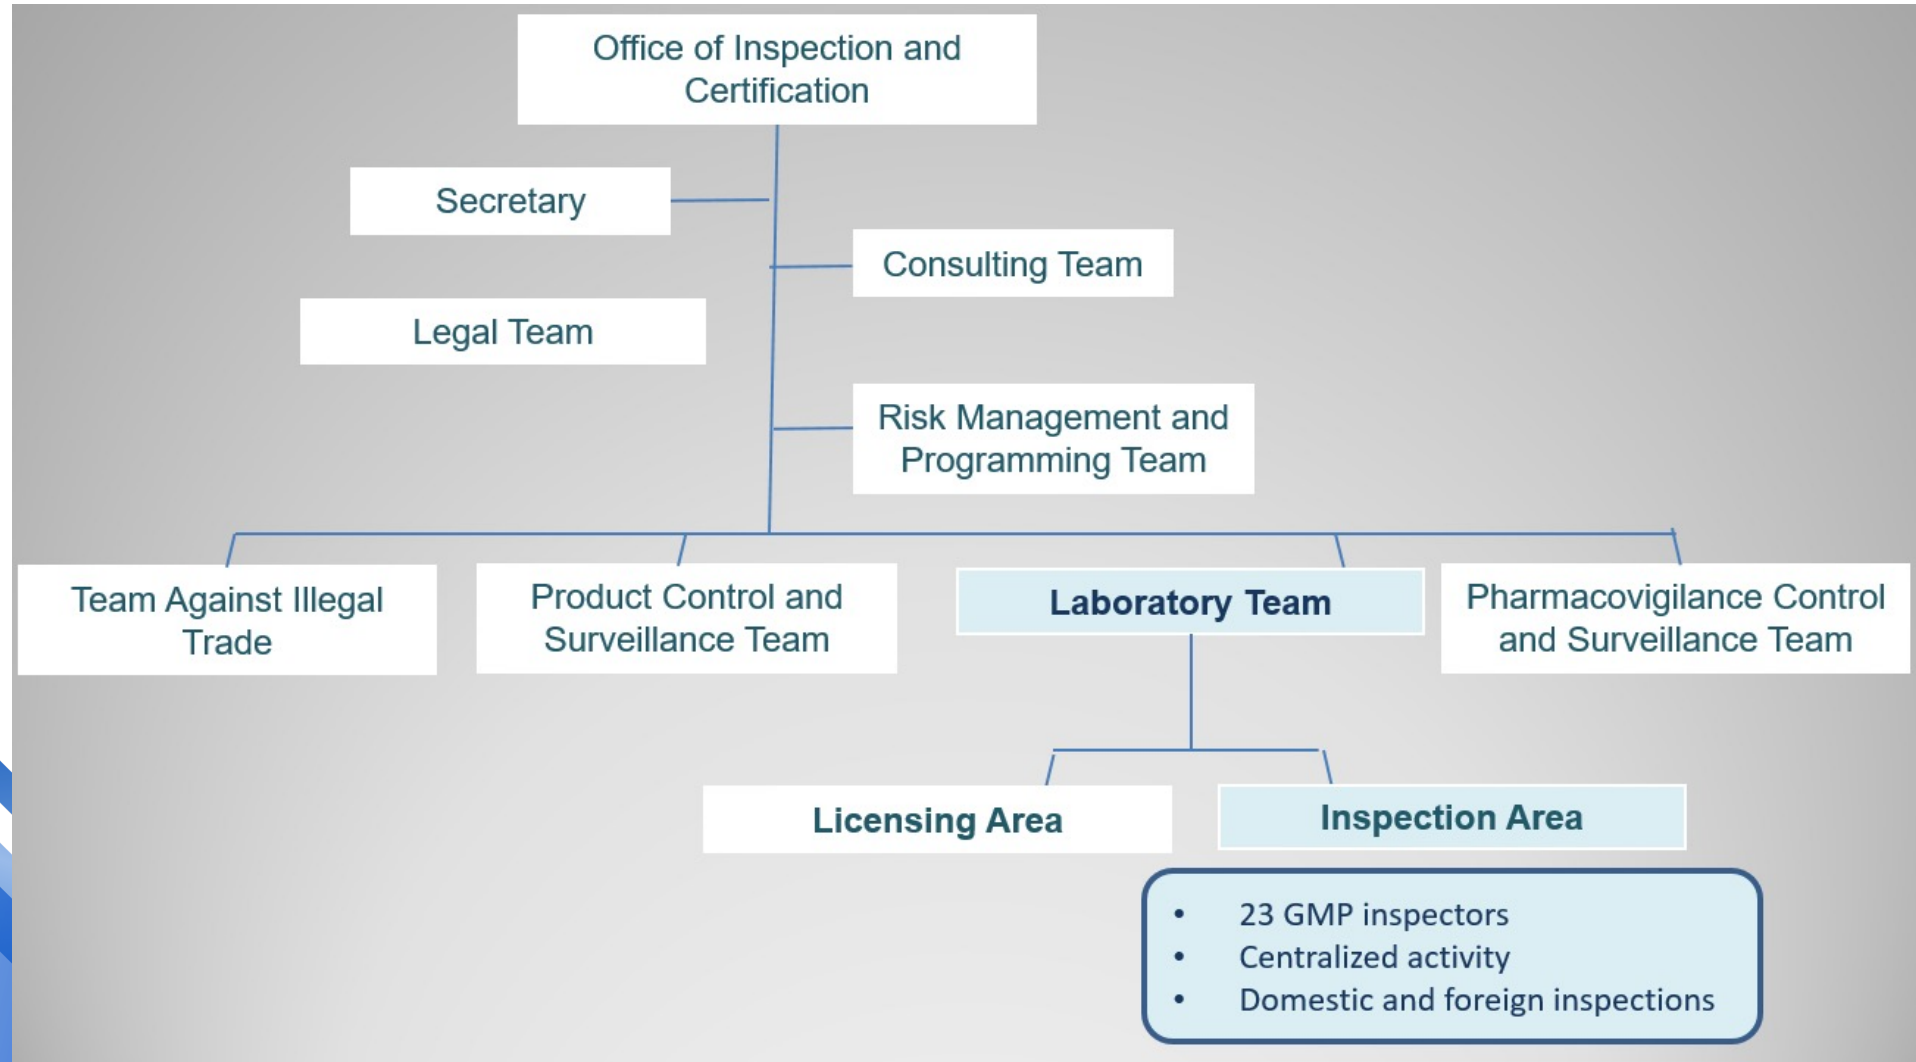 Office of Inspection and
Certification
Secretary
Consulting Team
Legal Team
Risk Management and
Programming Team
Team Against Illegal
Trade
Product Control and
Surveillance Team
Laboratory Team
Pharmacovigilance Control
and Surveillance Team
Licensing Area
Inspection Area
• 23 GMP inspectors
• Centralized activity
• Domestic and foreign inspections